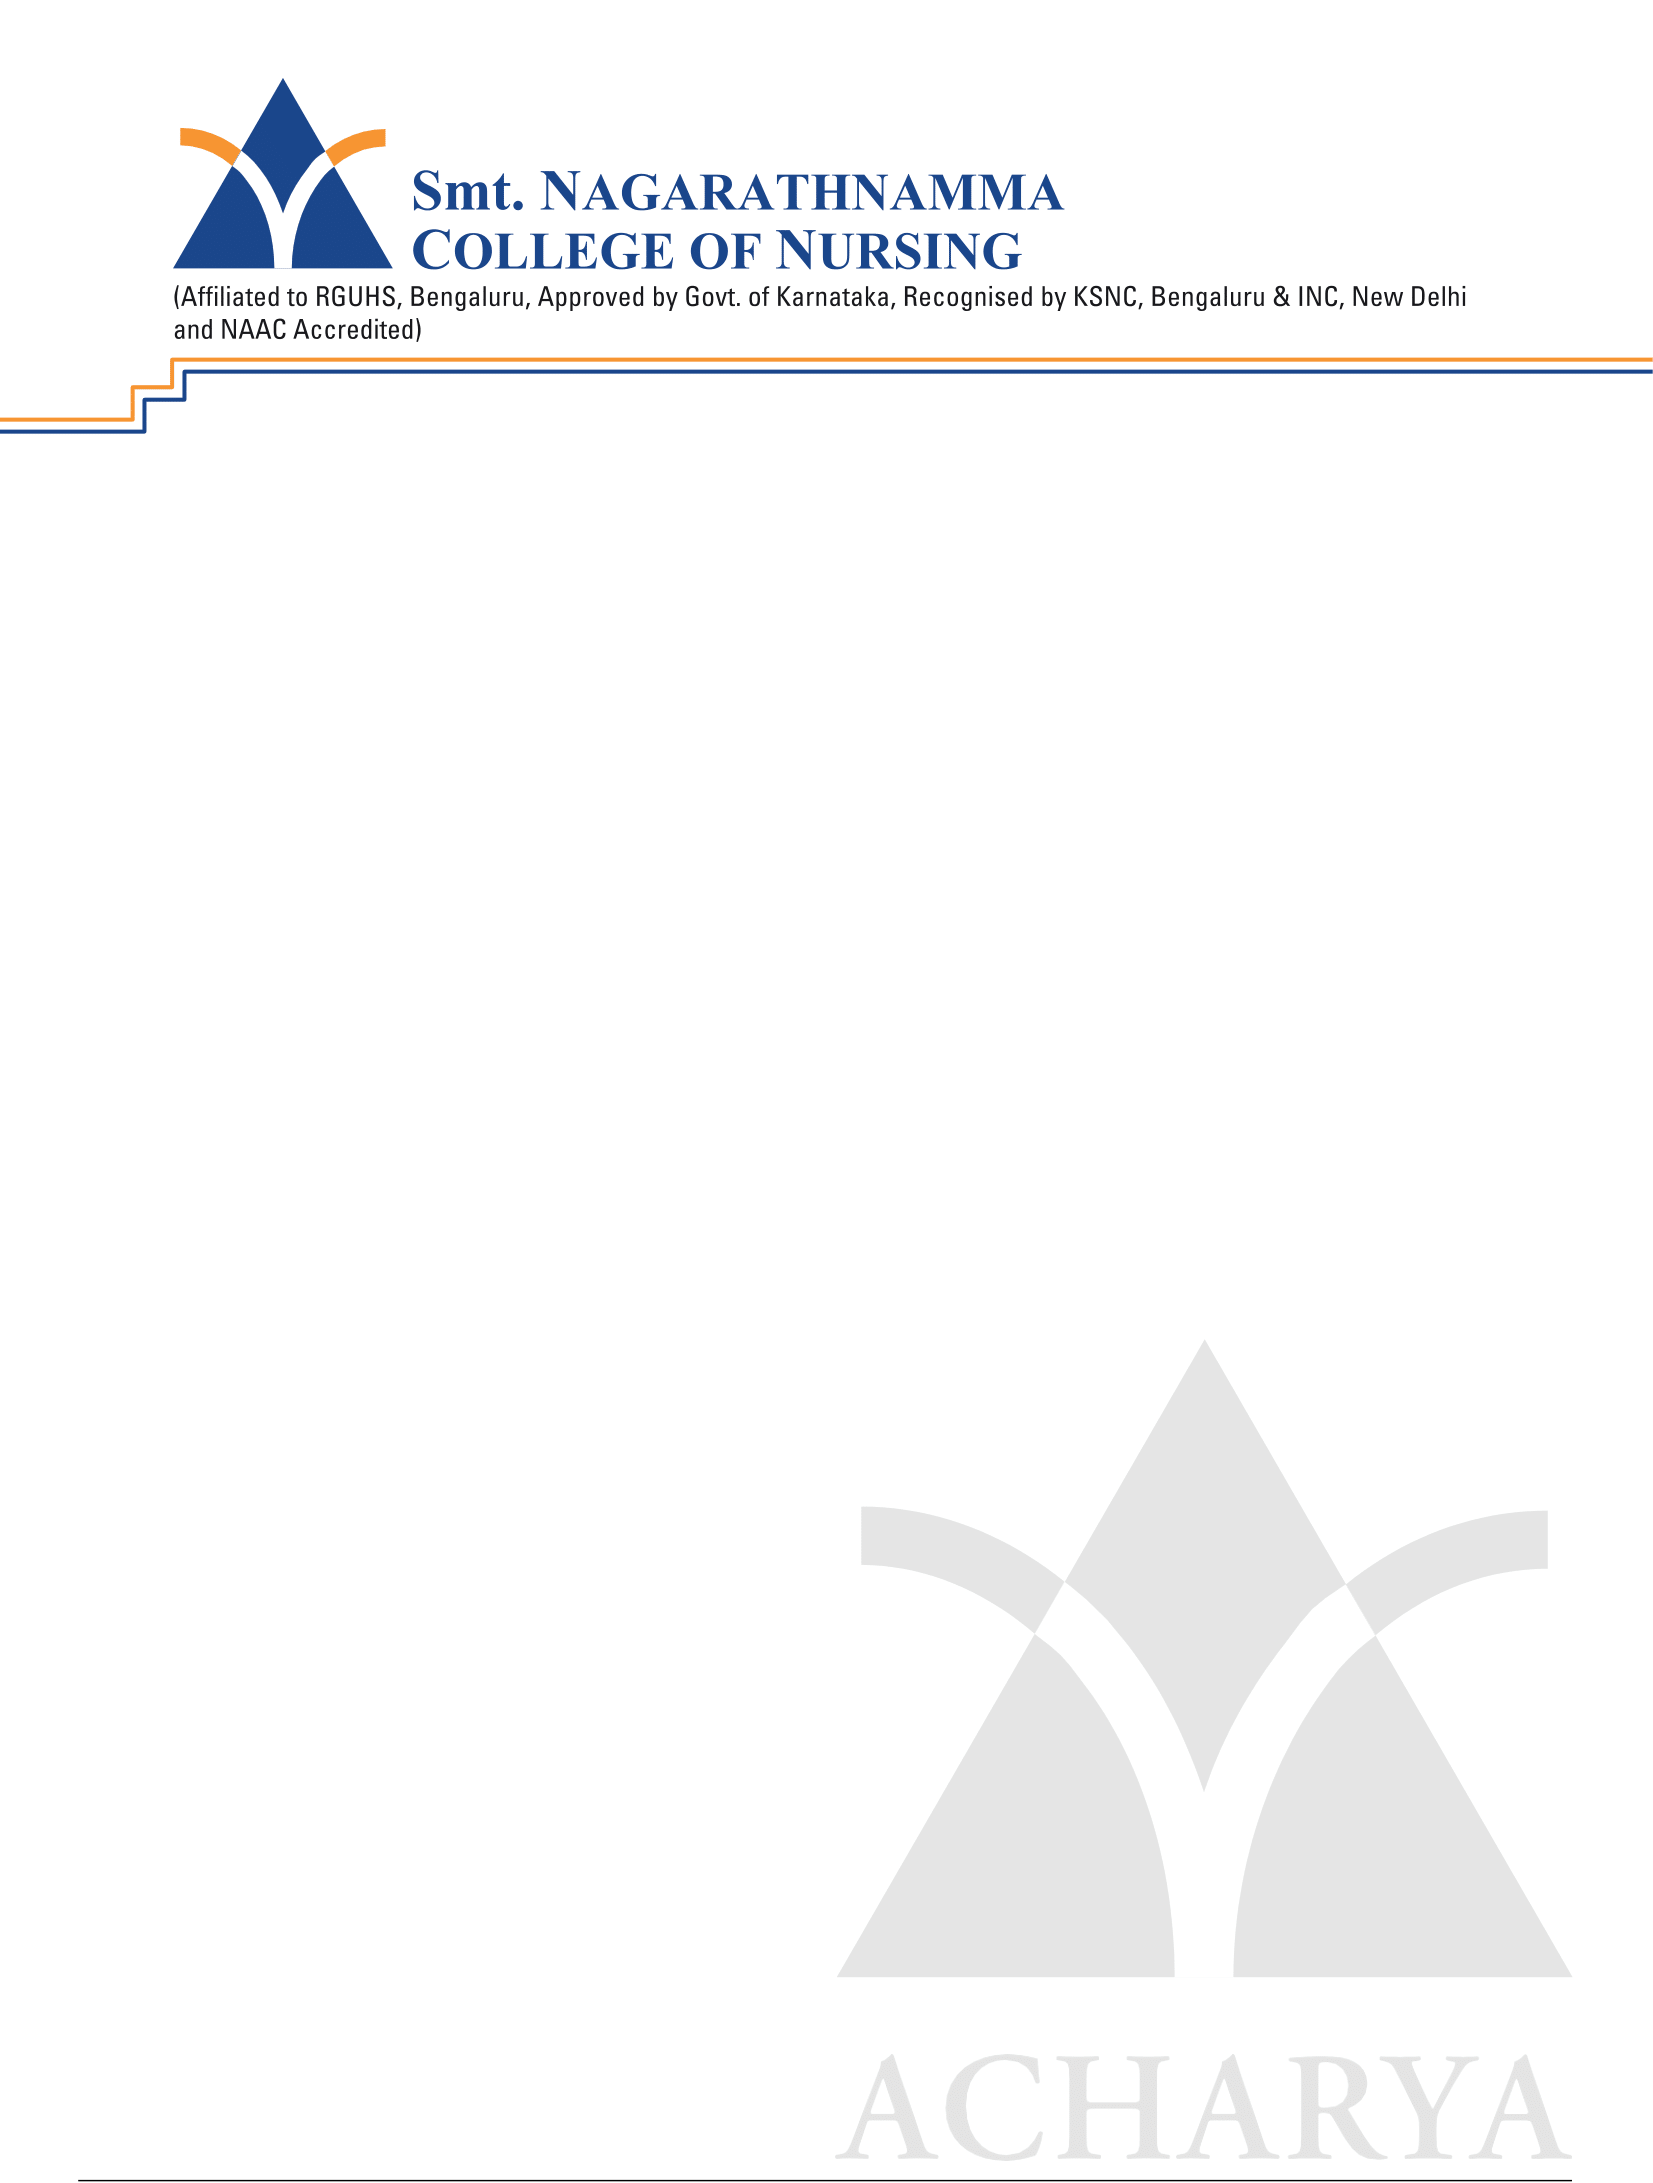 Smt. NAGARATHNAMMA
COLLEGE OF NURSING
(Affiliated to RGUHS, Bengaluru, Approved by Govt. of Karnataka, Recognised by KSNC, Bengaluru & INC, New Delhi
and NAAC Accredited)
ACHARYA